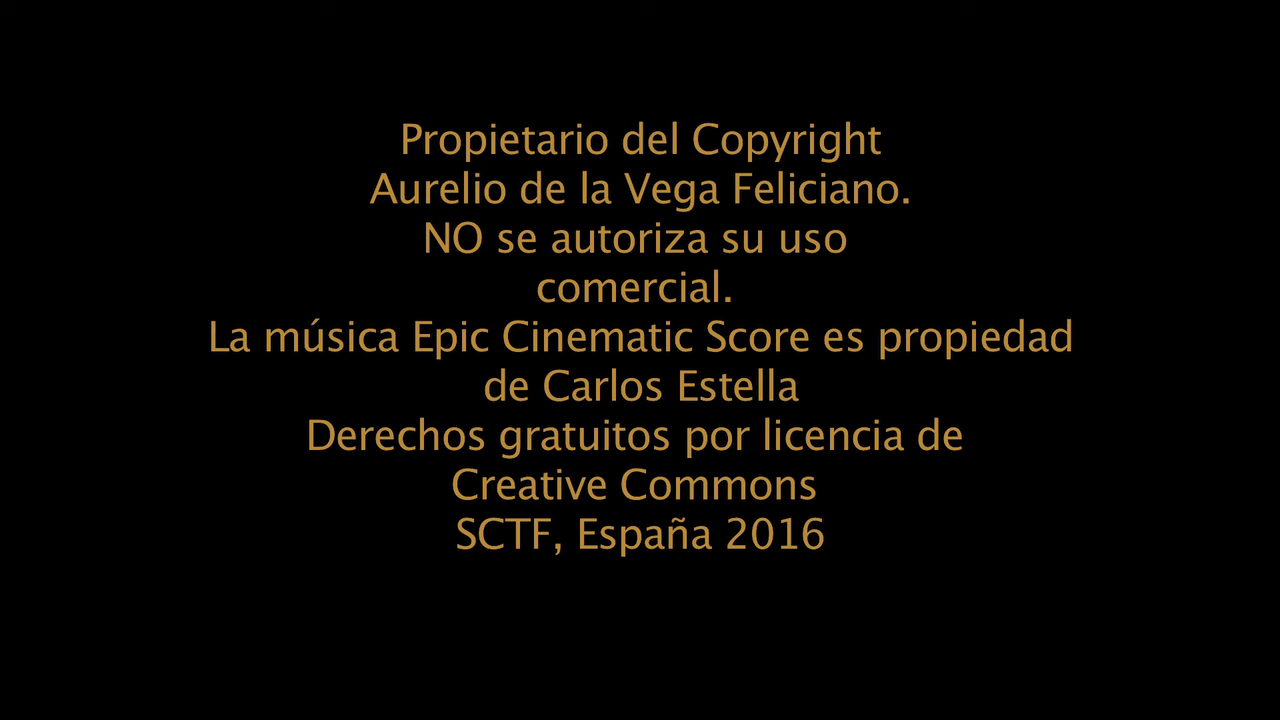 Propietario del Copyright
Aurelio de la Vega Feliciano.
NO se autoriza su uso
comercial.
La música Epic Cinematic Score es propiedad
de Carlos Estella
Derechos gratuitos por licencia de
Creative Commons
SCTF, España 2016